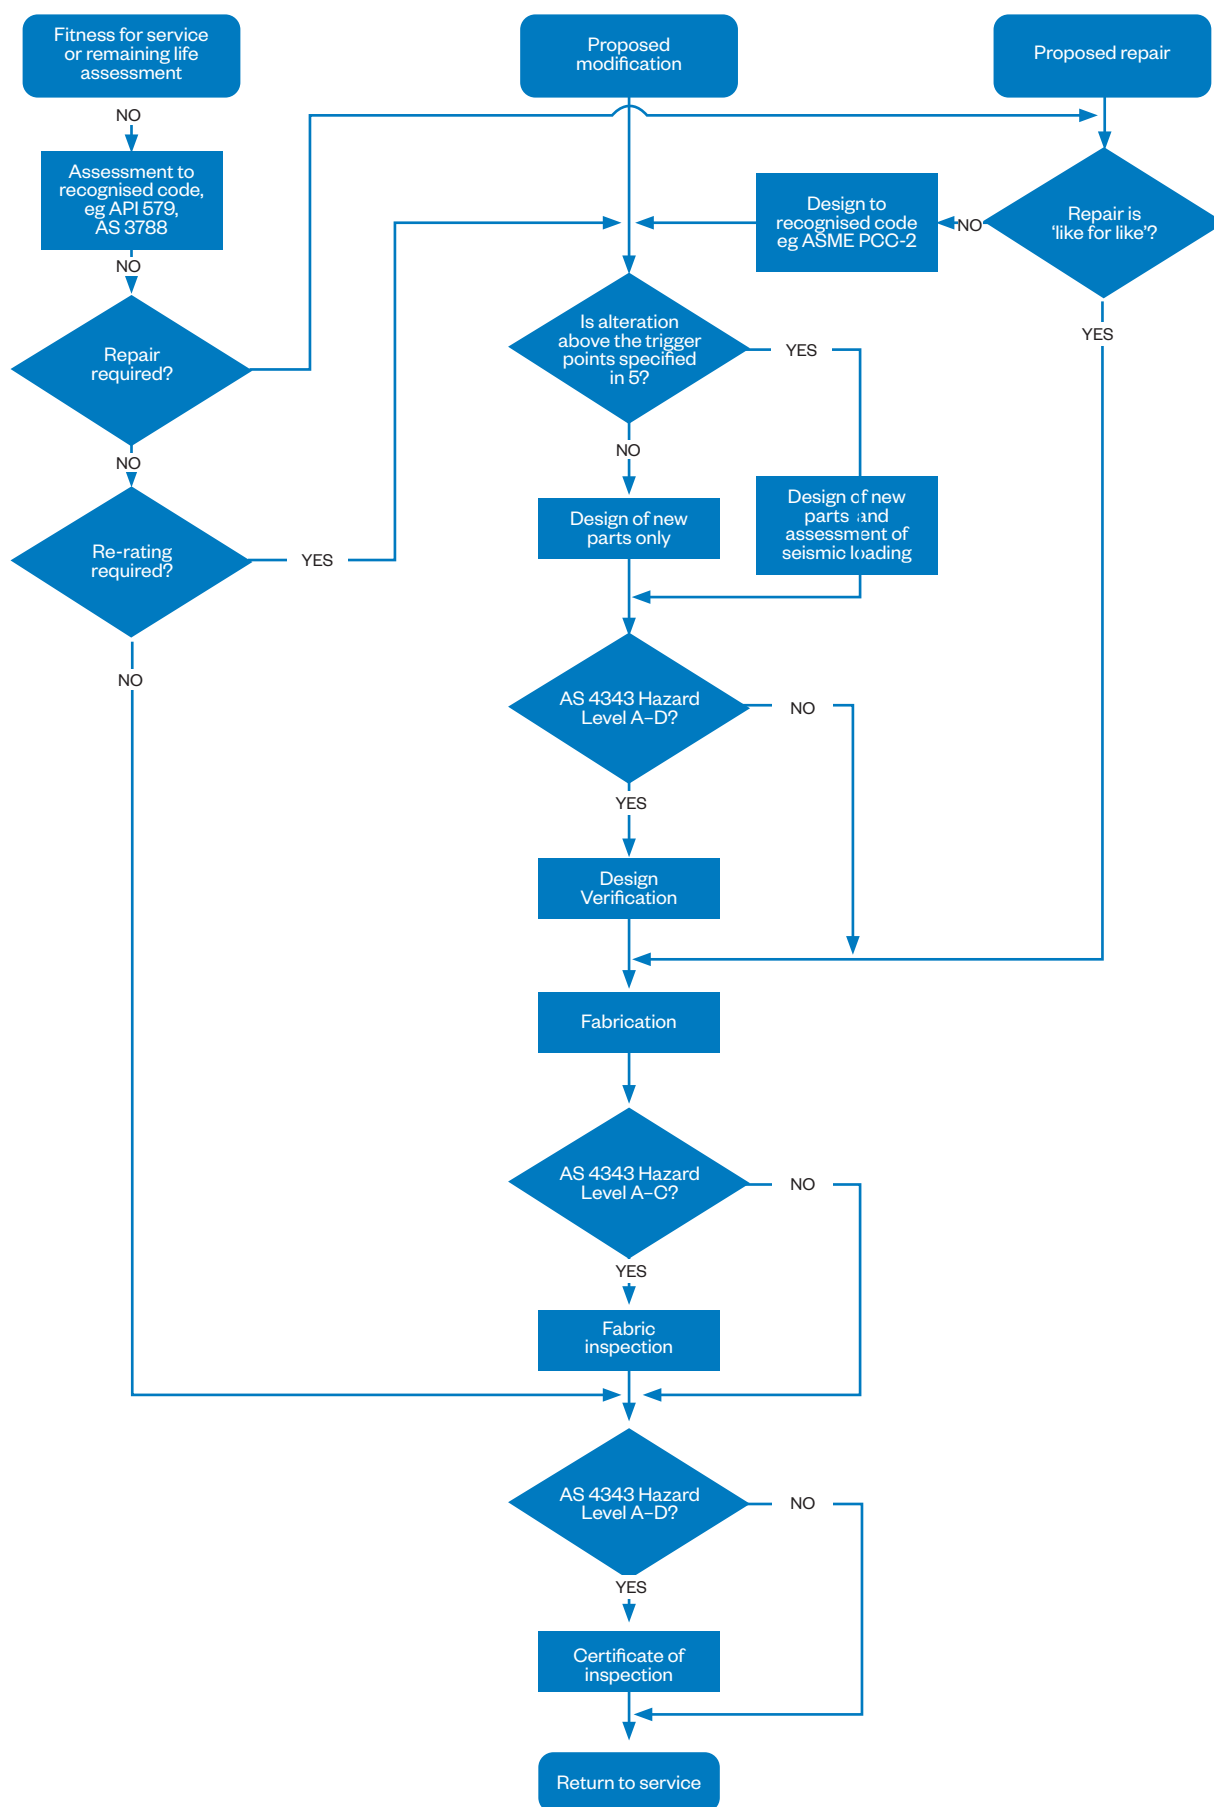 Fitness for service
or remaining life
assessment
Proposed
modification
Proposed repair
NO
Assessment to
recognised code,
eg API 579,
AS 3788
Design to
recognised code
eg ASME PCC-2
NO
Repair is
‘like for like’?
NO
YES
Is alteration
above the trigger
points specified
in 5?
YES
Repair
required?
NO
NO
Design of new
parts only
Design of new
parts and
assessment of
seismic loading
Re-rating
required?
YES
NO
AS 4343 Hazard
Level A–D?
NO
YES
Design
Verification
Fabrication
AS 4343 Hazard
Level A–C?
NO
YES
Fabric
inspection
AS 4343 Hazard
Level A–D?
NO
YES
Certificate of
inspection
Return to service